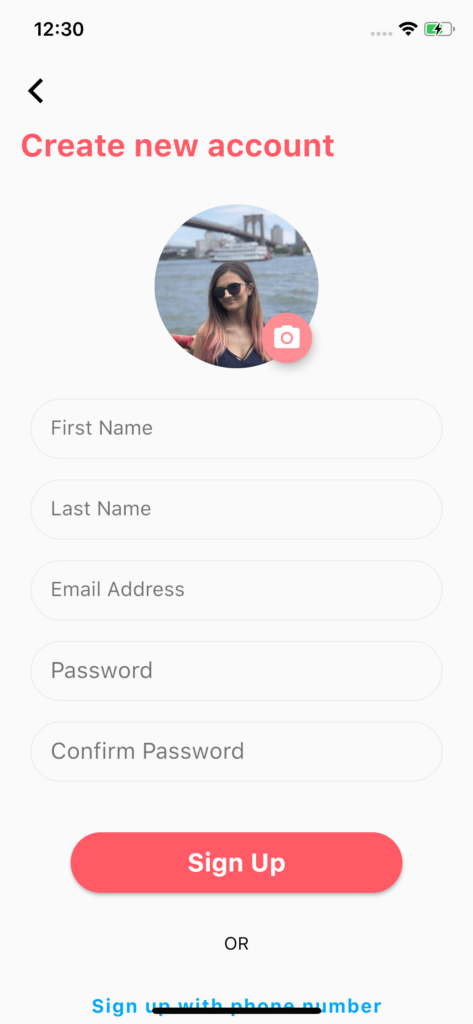 12:30
Create new account
First Name
Last Name
Email Address
Password
Confirm Password
Sign Up
OR
Sign up with phone number